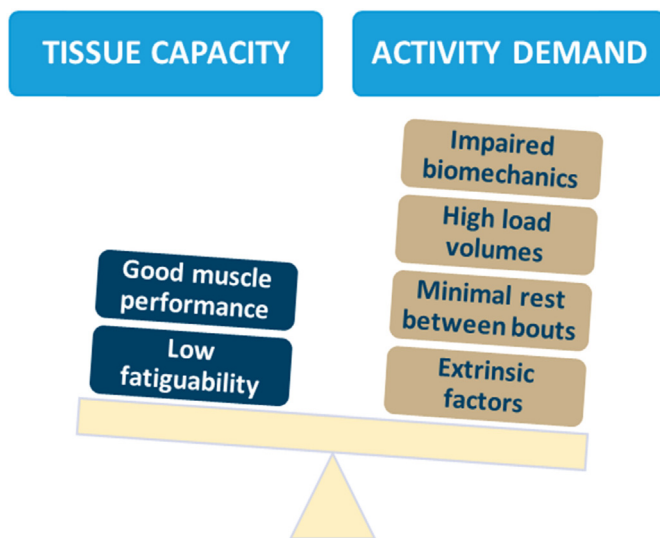 TISSUE CAPACITY
ACTIVITY DEMAND
Good muscle
performance
Low
fatiguability
Impaired
biomechanics
High load
volumes
Minimal rest
between bouts
Extrinsic
factors